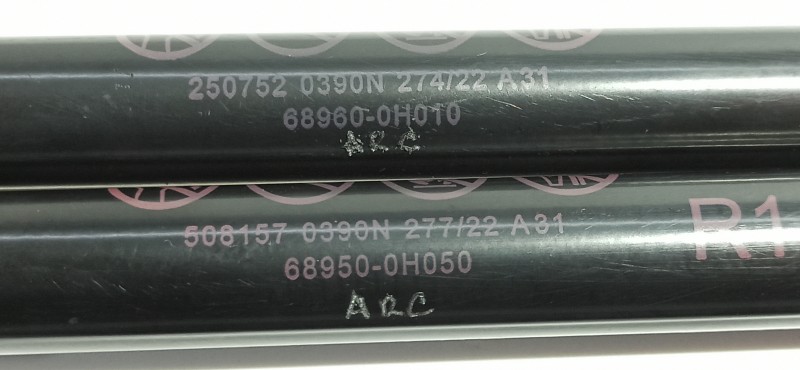 250752 0390N 274/22 A31
68960-0H010
ARC
508157 0390N 277/22 A31
R1
68950-0H050
ARC